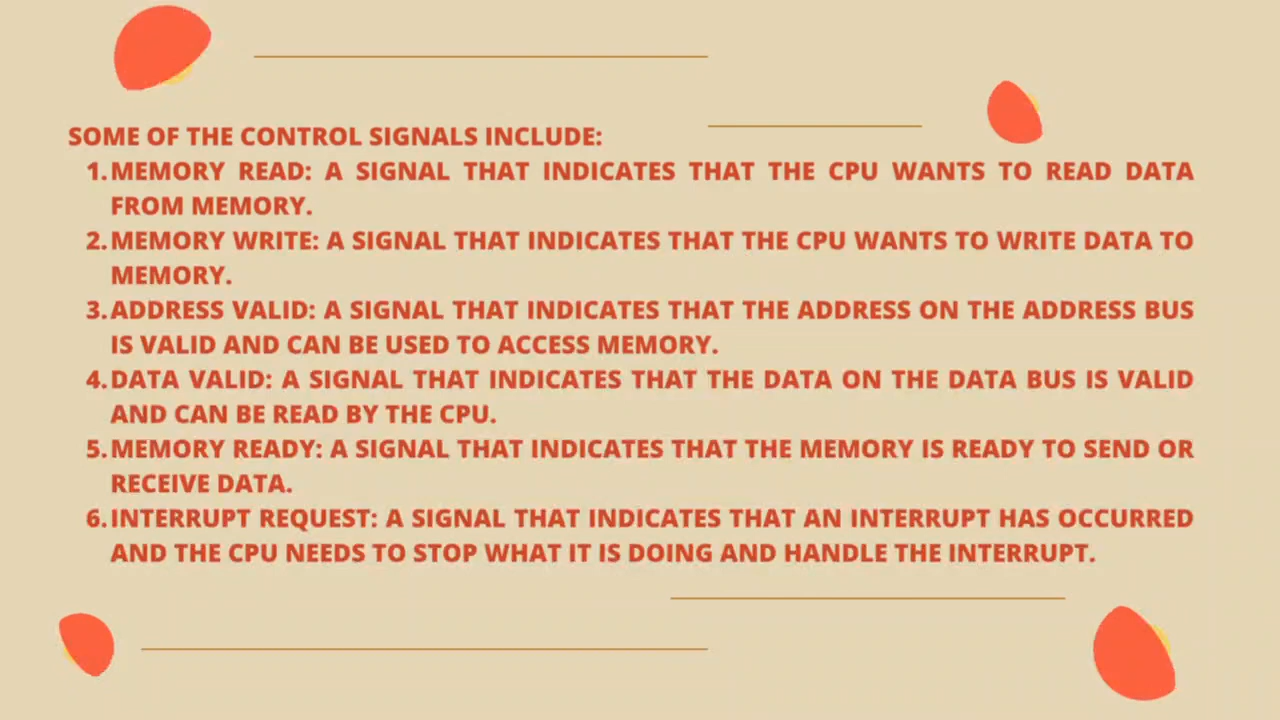 SOME OF THE CONTROL SIGNALS INCLUDE:
1. MEMORY READ: A SIGNAL THAT INDICATES THAT THE CPU WANTS TO READ DATA
FROM MEMORY.
2. MEMORY WRITE: A SIGNAL THAT INDICATES THAT THE CPU WANTS TO WRITE DATA TO
MEMORY.
3. ADDRESS VALID: A SIGNAL THAT INDICATES THAT THE ADDRESS ON THE ADDRESS BUS
IS VALID AND CAN BE USED TO ACCESS MEMORY.
4. DATA VALID: A SIGNAL THAT INDICATES THAT THE DATA ON THE DATA BUS IS VALID
AND CAN BE READ BY THE CPU.
5. MEMORY READY: A SIGNAL THAT INDICATES THAT THE MEMORY IS READY TO SEND OR
RECEIVE DATA.
6. INTERRUPT REQUEST: A SIGNAL THAT INDICATES THAT AN INTERRUPT HAS OCCURRED
AND THE CPU NEEDS TO STOP WHAT IT IS DOING AND HANDLE THE INTERRUPT.